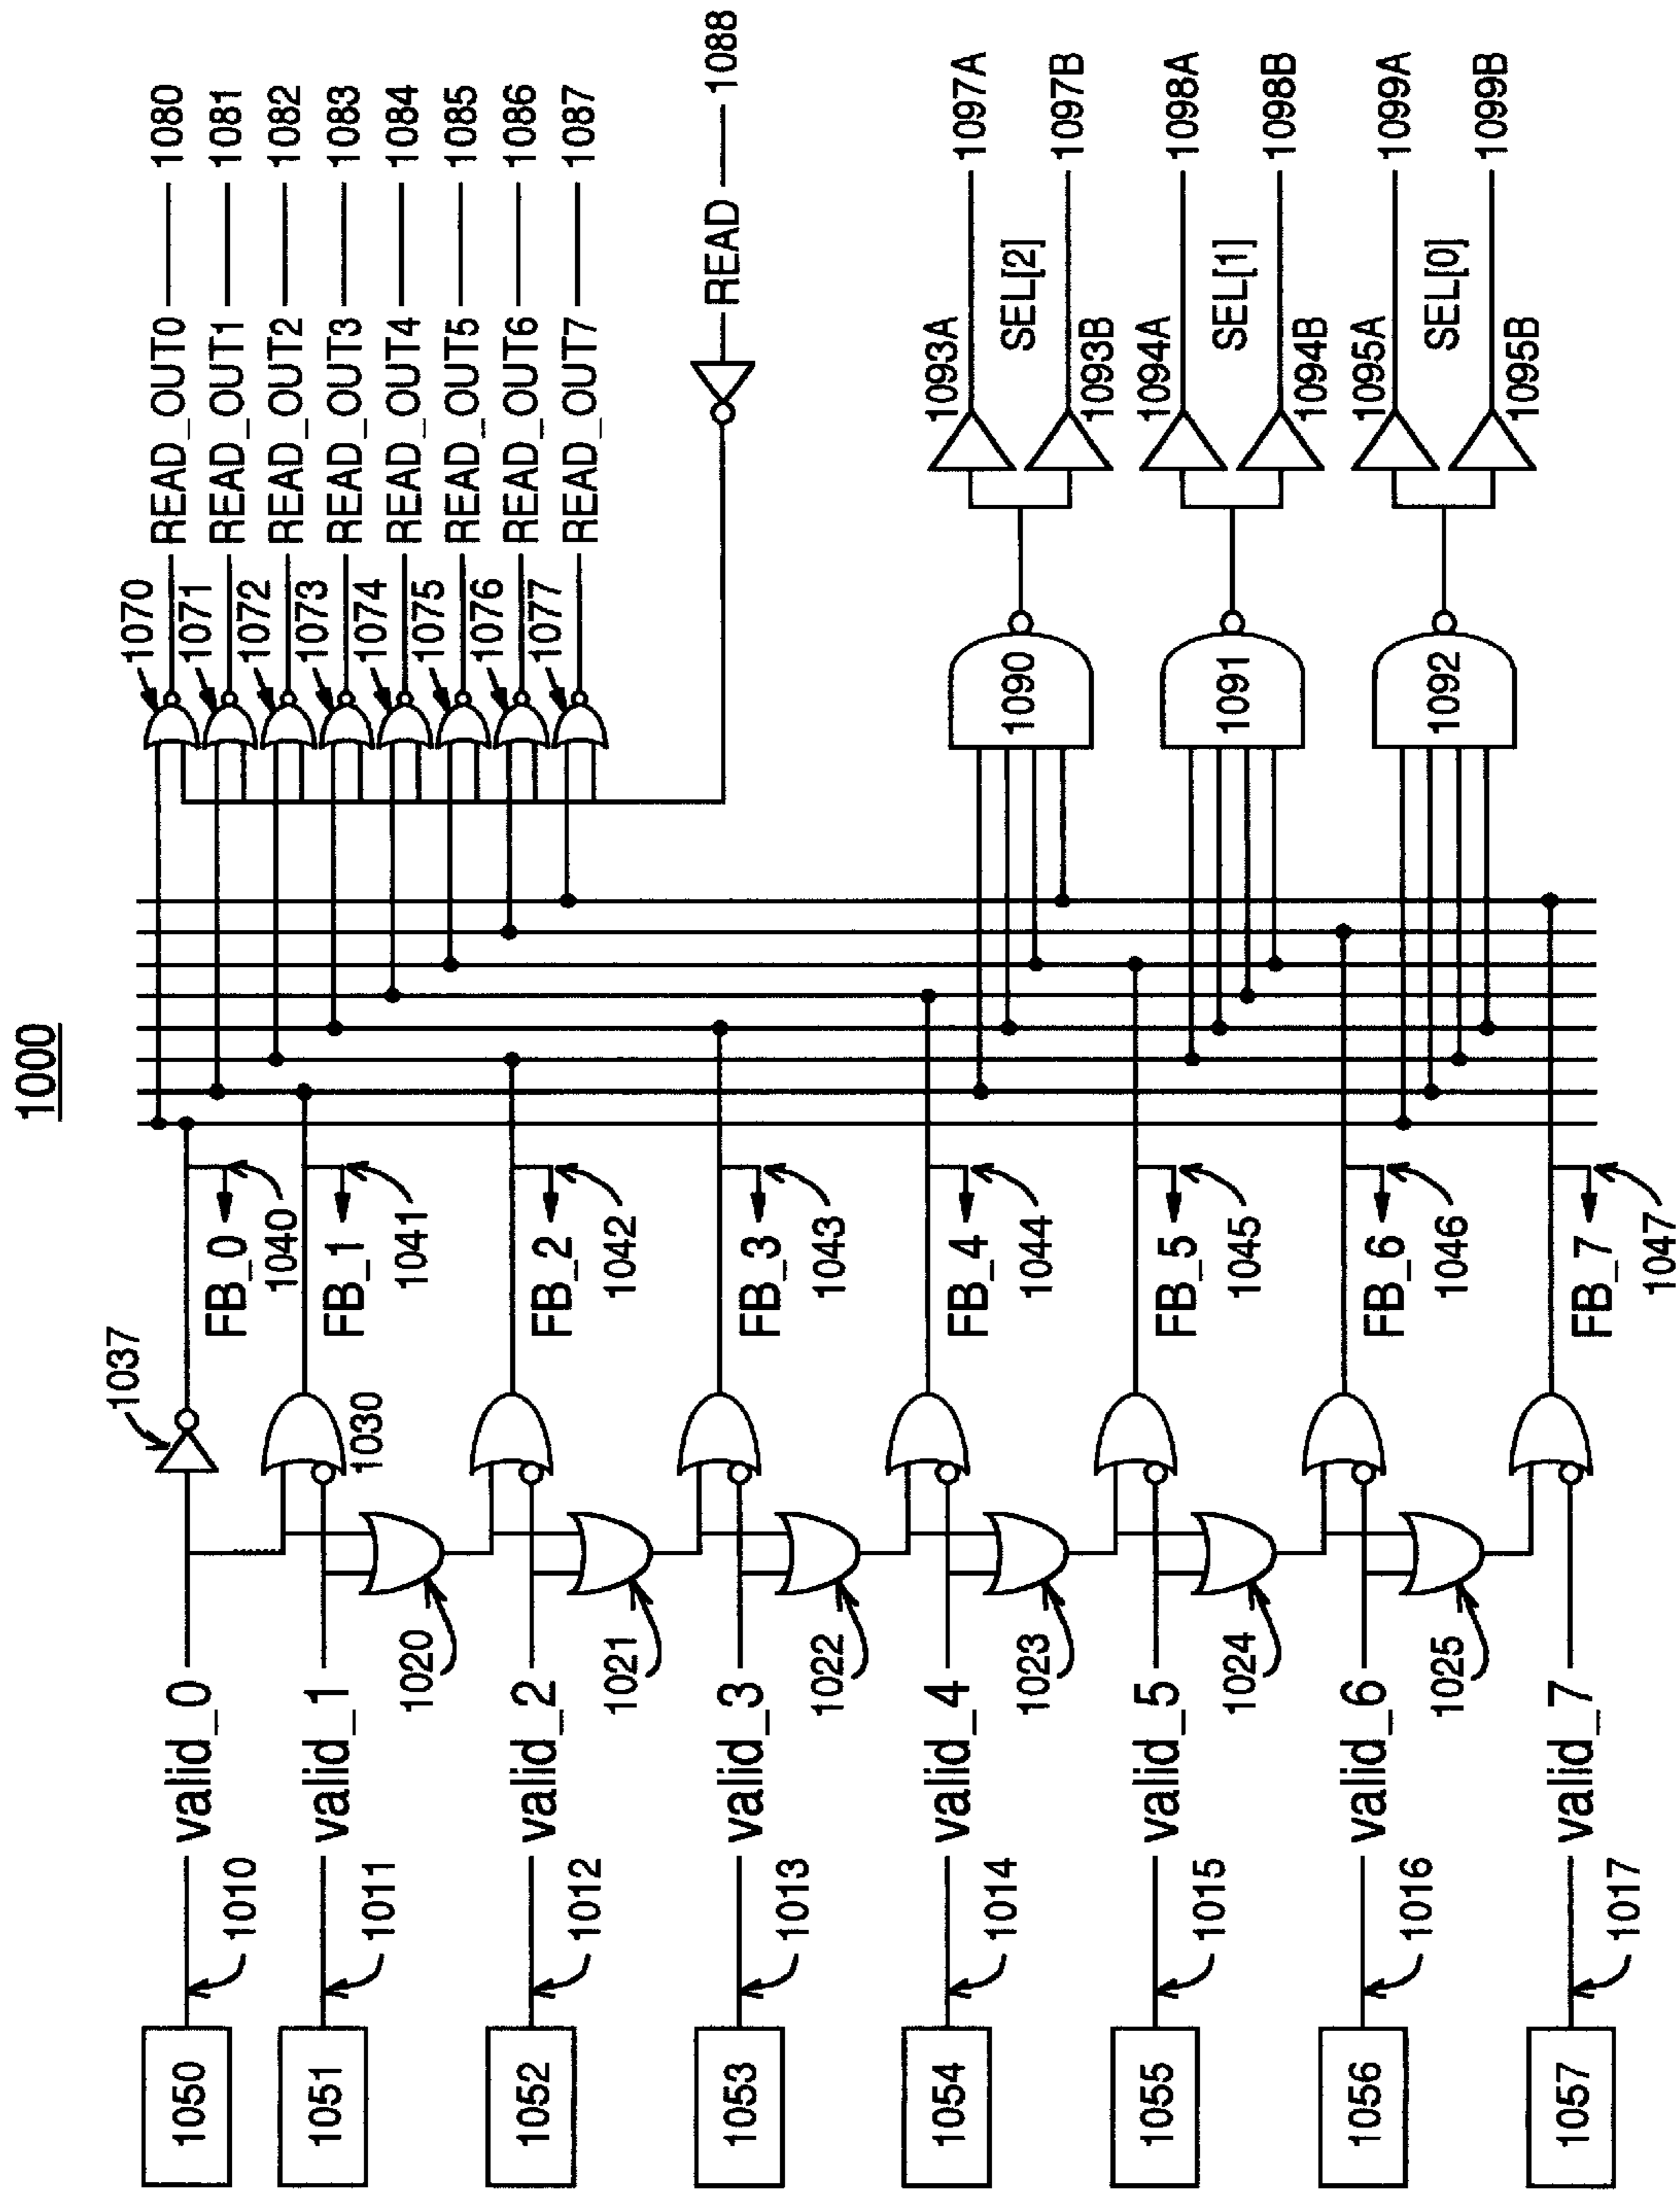 1000
1050
1010
valid_0
1037
FB_0
1040
1051
1011
valid_1
1030
FB_1
1041
1020
1052
1012
valid_2
FB_2
1042
1021
1053
1013
valid_3
FB_3
1043
1022
1054
1014
valid_4
FB_4
1044
1023
1055
1015
valid_5
FB_5
1045
1024
1056
1016
valid_6
FB_6
1046
1025
1057
1017
valid_7
FB_7
1047
1070
READ_OUT0
1080
1071
READ_OUT1
1081
1072
READ_OUT2
1082
1073
READ_OUT3
1083
1074
READ_OUT4
1084
1075
READ_OUT5
1085
1076
READ_OUT6
1086
1077
READ_OUT7
1087
READ
1088
1090
1093A
1097A
SEL[2]
1093B
1097B
1091
1094A
1098A
SEL[1]
1094B
1098B
1092
1095A
1099A
SEL[0]
1095B
1099B